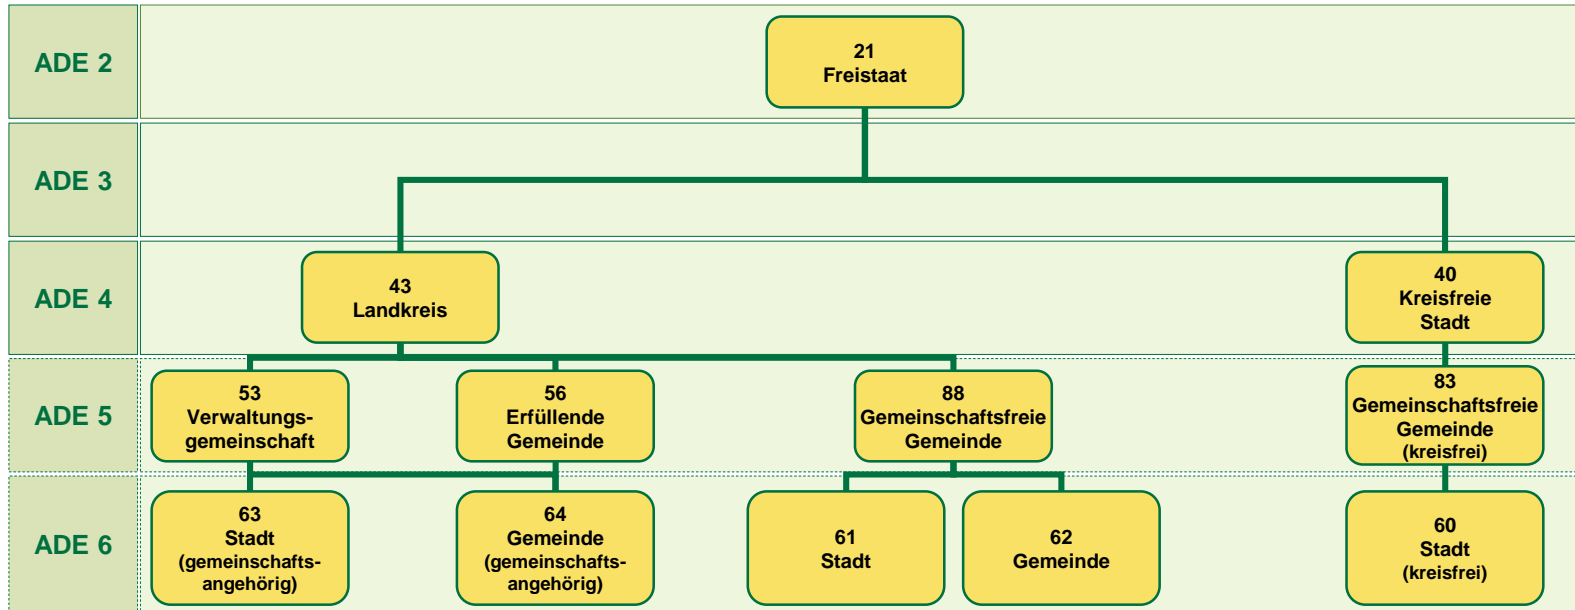 ADE 2
21
Freistaat
ADE 3
ADE 4
43
Landkreis
40
Kreisfreie
Stadt
ADE 5
53
Verwaltungs-
gemeinschaft
56
Erfüllende
Gemeinde
88
Gemeinschaftsfreie
Gemeinde
83
Gemeinschaftsfreie
Gemeinde
(kreisfrei)
ADE 6
63
Stadt
(gemeinschafts-
angehörig)
64
Gemeinde
(gemeinschafts-
angehörig)
61
Stadt
62
Gemeinde
60
Stadt
(kreisfrei)